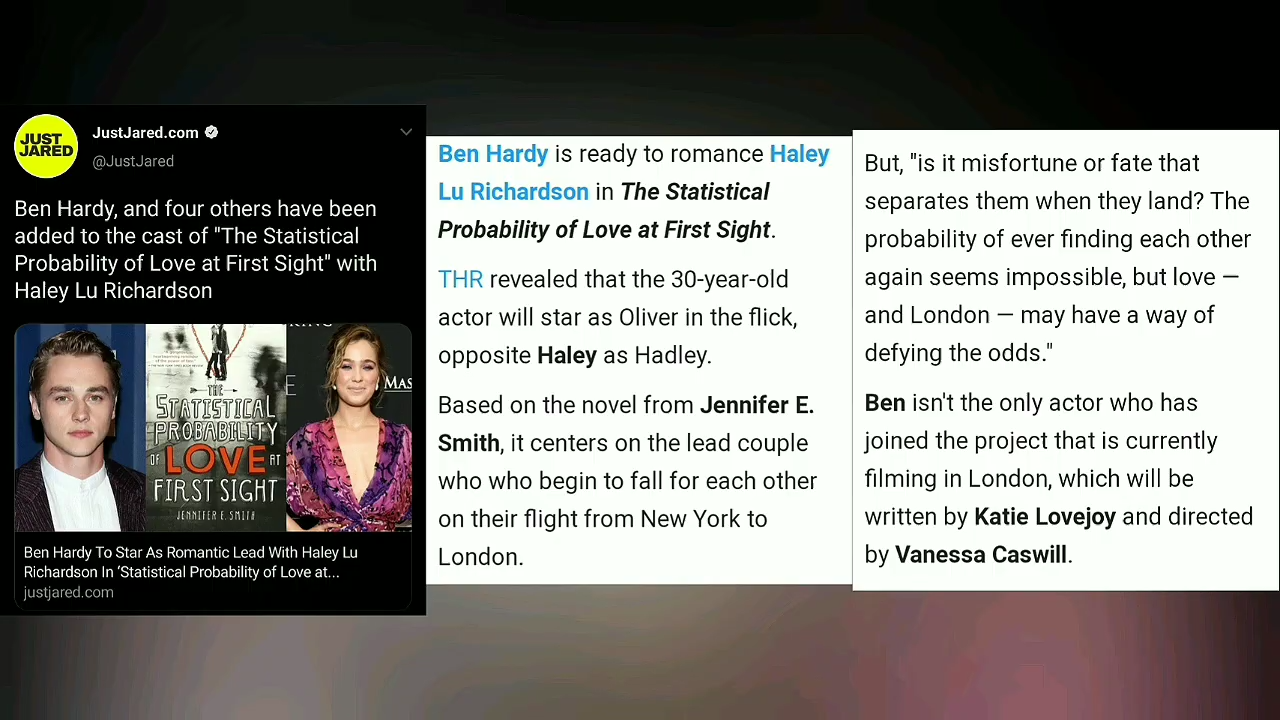 JUST
JARED
JustJared.com
@JustJared
Ben Hardy, and four others have been
added to the cast of "The Statistical
Probability of Love at First Sight" with
Haley Lu Richardson
THE
STATISTICAL
PROBABILITY
OF LOVE AT
FIRST SIGHT
JENNIFER E. SMITH
MAS
Ben Hardy To Star As Romantic Lead With Haley Lu
Richardson In ‘Statistical Probability of Love at...
justjared.com
Ben Hardy is ready to romance Haley
Lu Richardson in The Statistical
Probability of Love at First Sight.
THR revealed that the 30-year-old
actor will star as Oliver in the flick,
opposite Haley as Hadley.
Based on the novel from Jennifer E.
Smith, it centers on the lead couple
who who begin to fall for each other
on their flight from New York to
London.
But, "is it misfortune or fate that
separates them when they land? The
probability of ever finding each other
again seems impossible, but love —
and London — may have a way of
defying the odds."
Ben isn't the only actor who has
joined the project that is currently
filming in London, which will be
written by Katie Lovejoy and directed
by Vanessa Caswill.